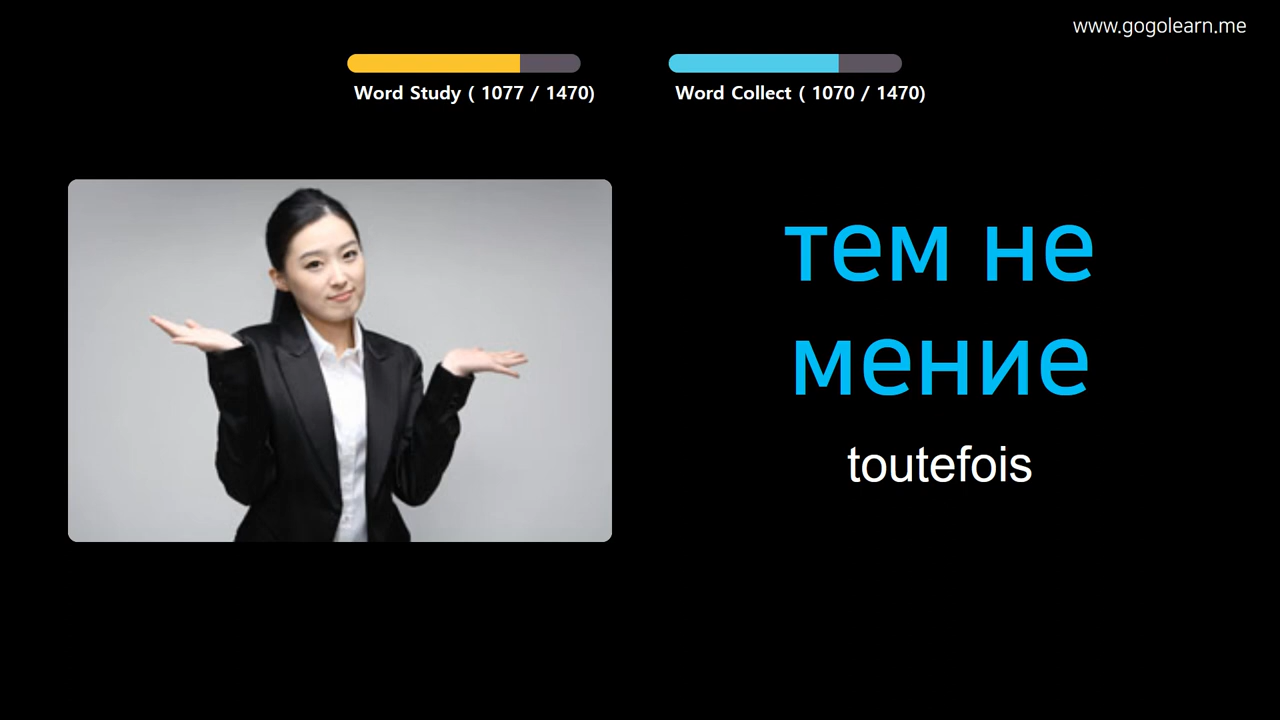 www.gogolearn.me
Word Study ( 1077 / 1470)
Word Collect ( 1070 / 1470)
тем не
мение
toutefois